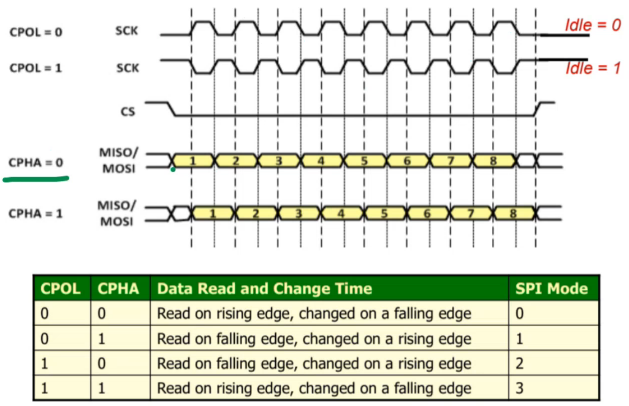 CPOL = 0 SCK Idle = 0
CPOL = 1 SCK Idle = 1
CS
CPHA = 0 MISO/ MOSI 1 2 3 4 5 6 7 8
CPHA = 1 MISO/ MOSI 1 2 3 4 5 6 7 8
CPOL CPHA Data Read and Change Time SPI Mode
0 0 Read on rising edge, changed on a falling edge 0
0 1 Read on falling edge, changed on a rising edge 1
1 0 Read on falling edge, changed on a rising edge 2
1 1 Read on rising edge, changed on a falling edge 3